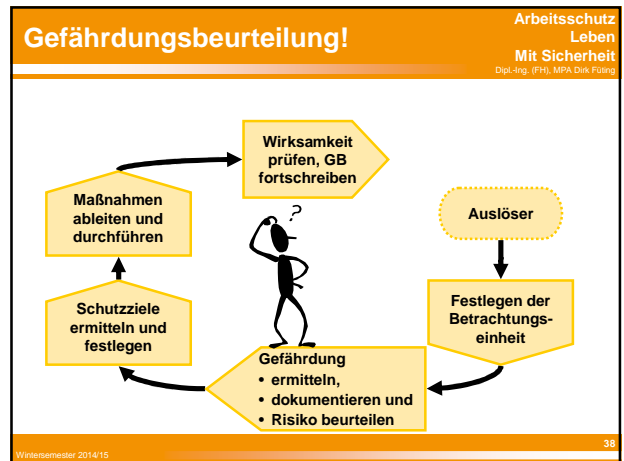 Gefährdungsbeurteilung!
Arbeitsschutz
Leben
Mit Sicherheit
Dipl.-Ing. (FH), MPA Dirk Füting
Wirksamkeit
prüfen, GB
fortschreiben
Maßnahmen
ableiten und
durchführen
?
Auslöser
Schutzziele
ermitteln und
festlegen
Festlegen der
Betrachtungs-
einheit
Gefährdung
• ermitteln,
• dokumentieren und
• Risiko beurteilen
38
Wintersemester 2014/15